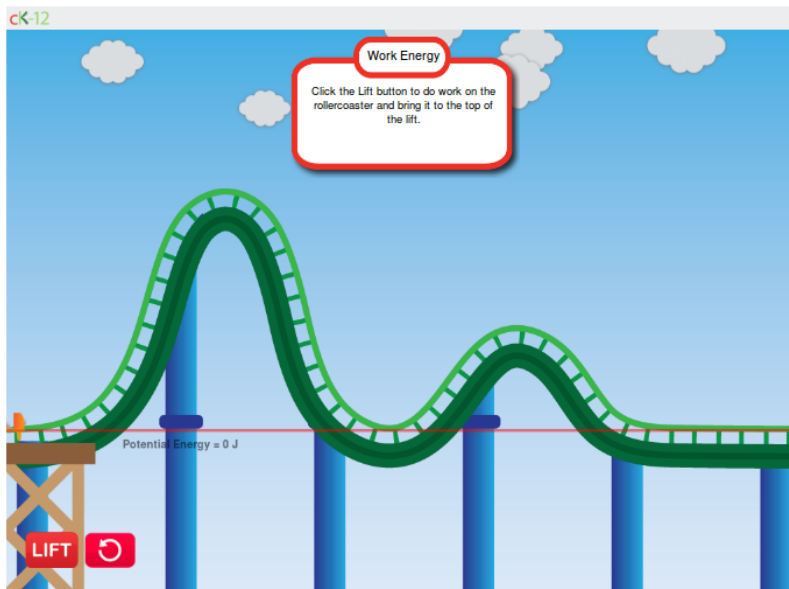 cK-12
Work Energy
Click the Lift button to do work on the
rollercoaster and bring it to the top of
the lift.
Potential Energy = 0 J
LIFT